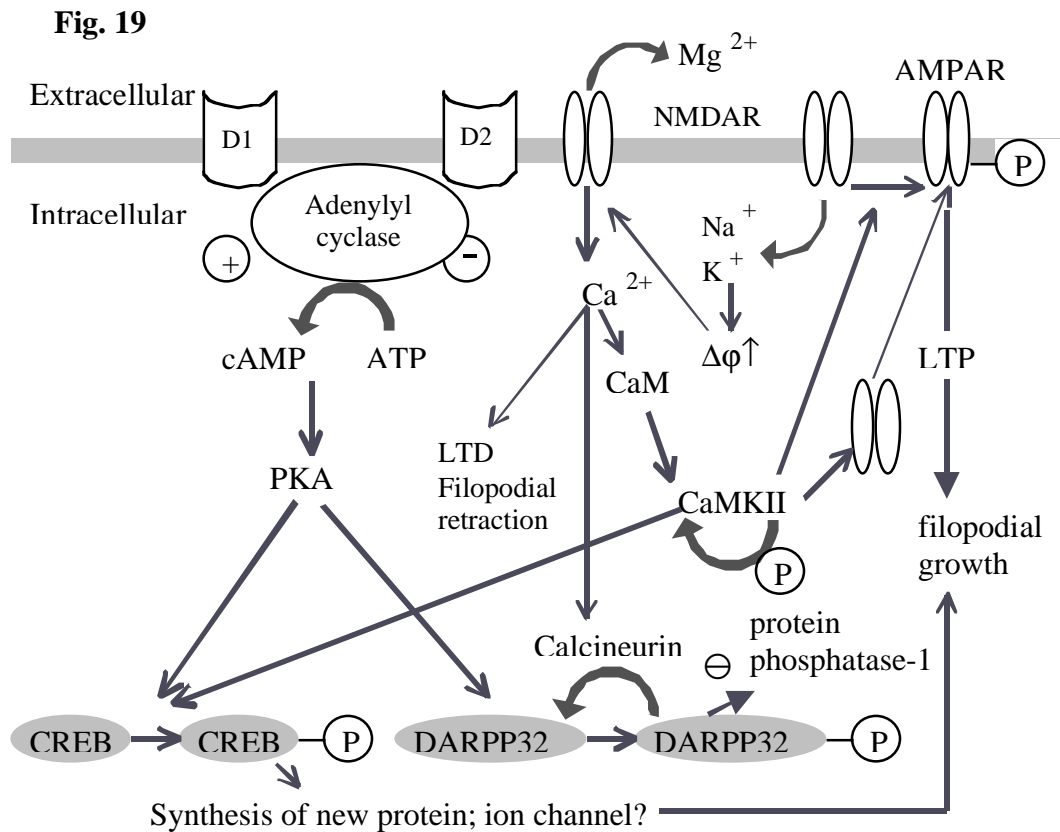 Fig. 19
Mg 2+
AMPAR
Extracellular
NMDAR
D1
D2
P
Intracellular
Adenylyl
cyclase
Na +
K +
+
-
Ca 2+
cAMP
ATP
Δφ↑
LTP
CaM
LTD
Filopodial
retraction
PKA
CaMKII
filopodial
growth
P
Calcineurin
protein
phosphatase-1
⊖
CREB
CREB
P
DARPP32
DARPP32
P
Synthesis of new protein; ion channel?